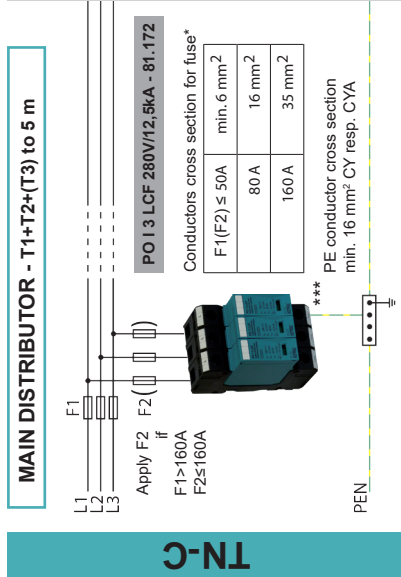 MAIN DISTRIBUTOR - T1+T2+(T3) to 5 m
TN-C
L1
L2
L3
F1
F2
Apply F2
if
F1>160A
F2≤160A
PO I 3 LCF 280V/12,5kA - 81.172
Conductors cross section for fuse*
F1(F2) ≤ 50A min.6 mm²
80 A 16 mm²
160 A 35 mm²
***
PE conductor cross section
min. 16 mm² CY resp. CYA
PEN